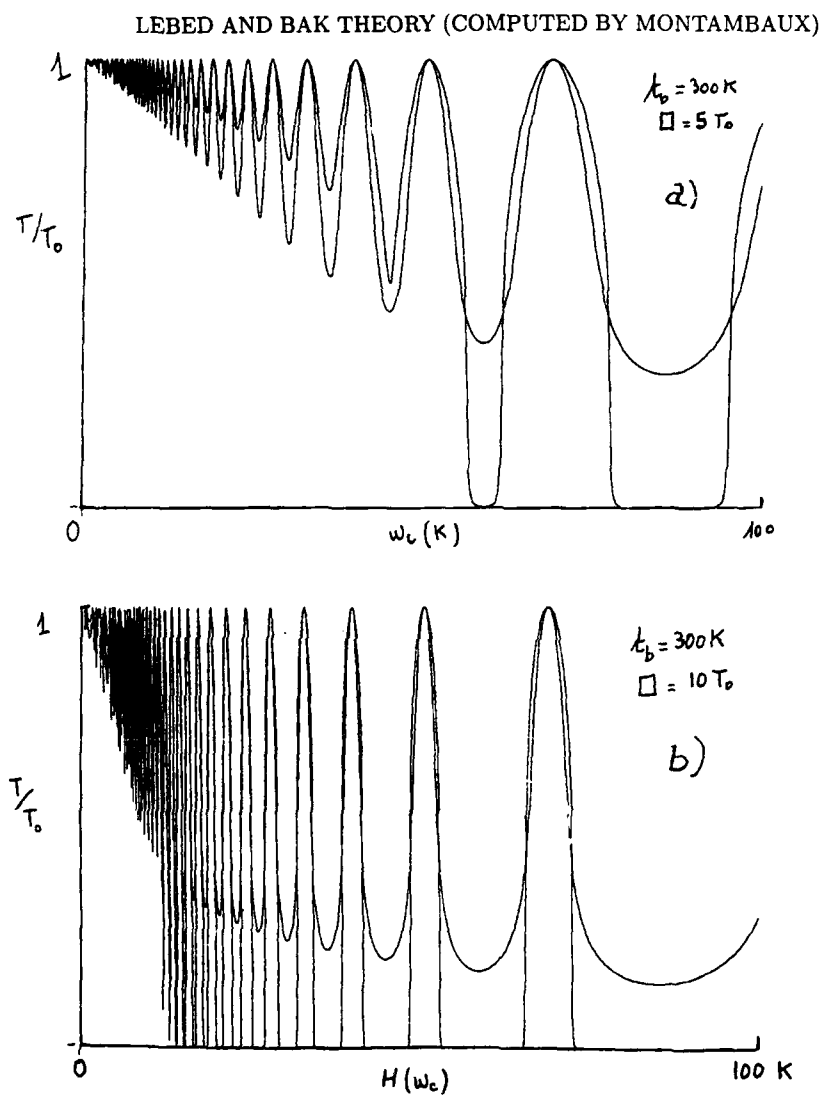 LEBED AND BAK THEORY (COMPUTED BY MONTAMBAUX)
1
t_b = 300 K
□ = 5 T₀
a)
T/T₀
0
ω_c (K)
100
1
t_b = 300 K
□ = 10 T₀
b)
T/T₀
0
H (ω_c)
100 K